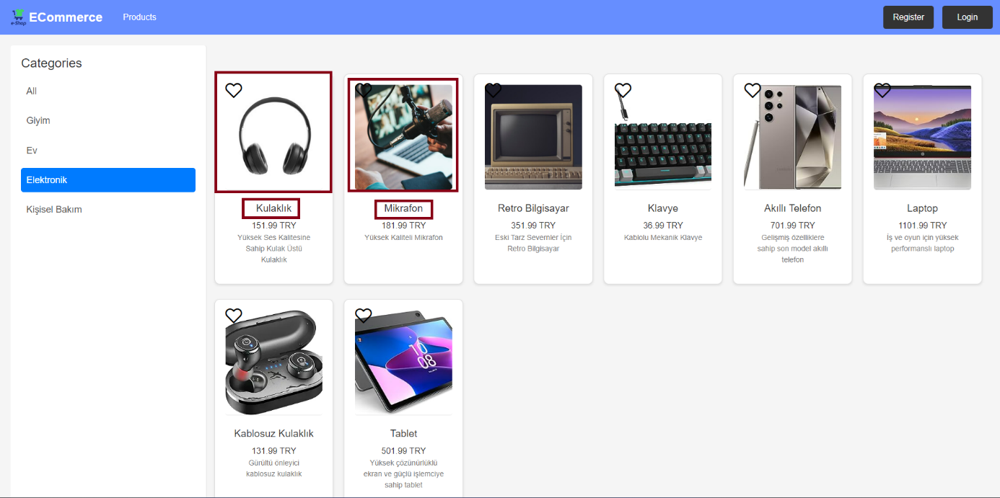 e-Shop
ECommerce
Products
Register
Login
Categories
All
Giyim
Ev
Elektronik
Kişisel Bakım
Kulaklık
151.99 TRY
Yüksek Ses Kalitesine
Sahip Kulak Üstü
Kulaklık
Mikrafon
181.99 TRY
Yüksek Kaliteli Mikrafon
Retro Bilgisayar
351.99 TRY
Eski Tarz Severnler İçin
Retro Bilgisayar
Klavye
36.99 TRY
Kablolu Mekanik Klavye
Akıllı Telefon
701.99 TRY
Gelişmiş özelliklere
sahip son model akıllı
telefon
Laptop
1101.99 TRY
İş ve oyun için yüksek
performanslı laptop
Kablosuz Kulaklık
131.99 TRY
Gürültü önleyici
kablosuz kulaklık
10
08
Tablet
501.99 TRY
Yüksek çözünürlüklü
ekran ve güçlü işlemciye
sahip tablet